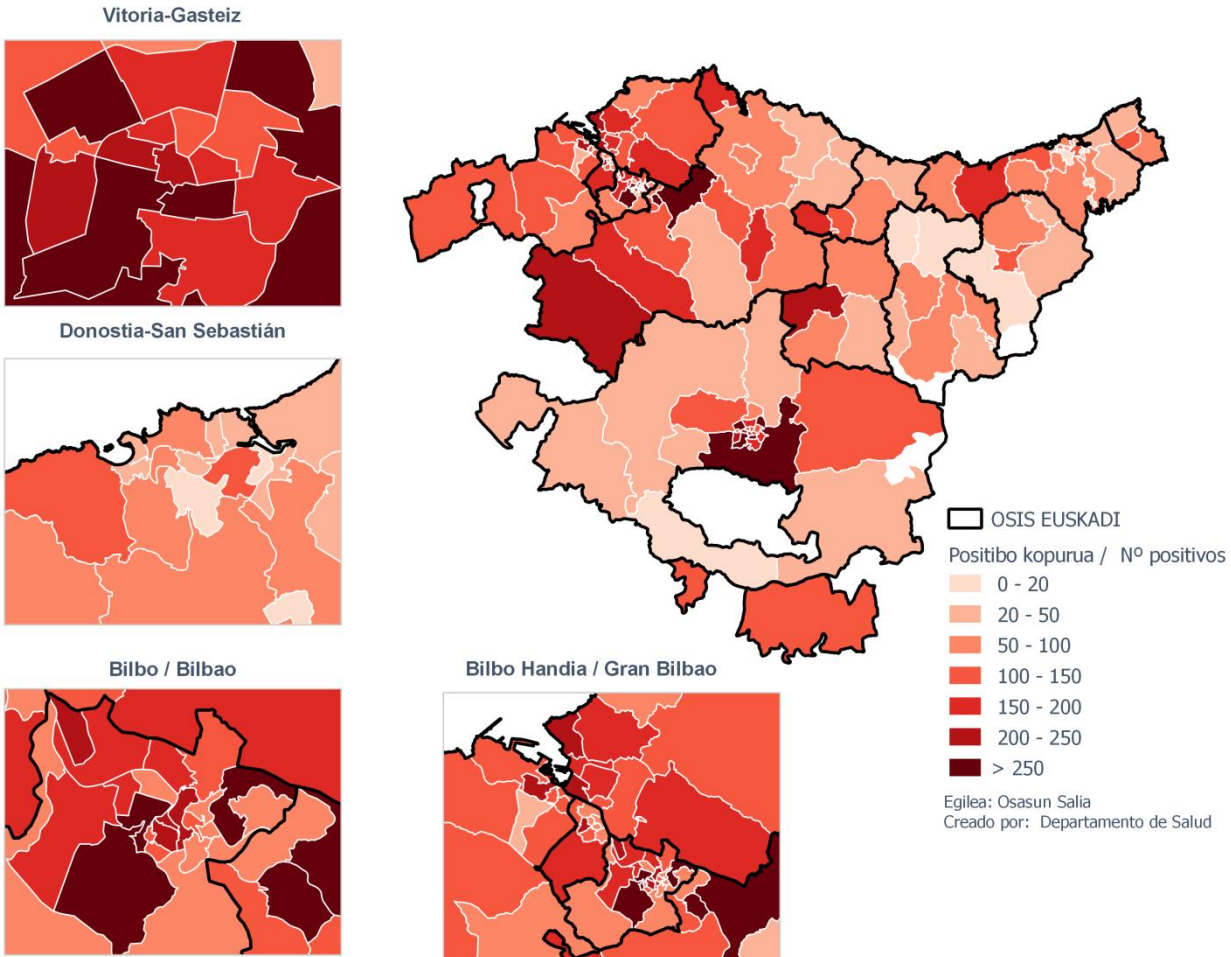 Vitoria-Gasteiz
Donostia-San Sebastián
Bilbo / Bilbao
Bilbo Handia / Gran Bilbao
OSIS EUSKADI
Positibo kopurua / Nº positivos
0 - 20
20 - 50
50 - 100
100 - 150
150 - 200
200 - 250
> 250
Egilea: Osasun Salia
Creado por: Departamento de Salud